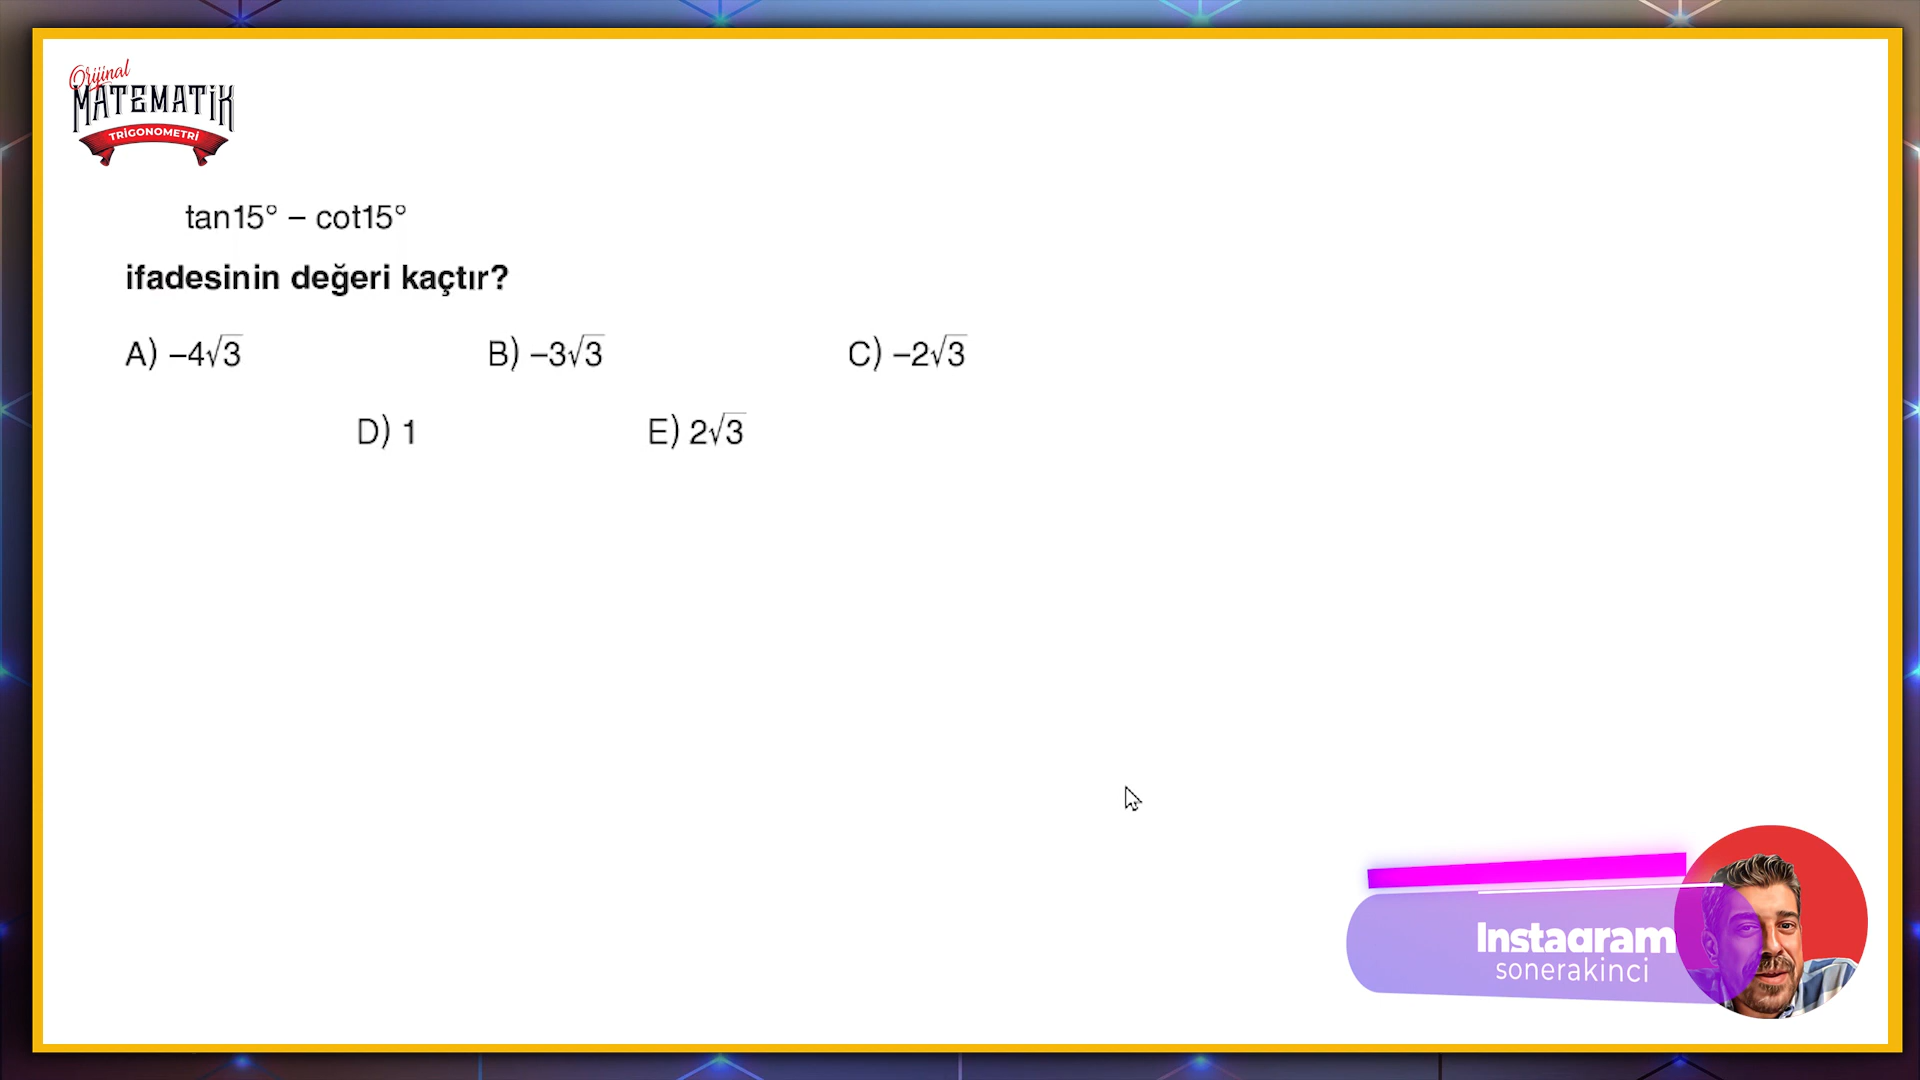 Orijinal
MATEMATİK
TRİGONOMETRİ
tan15° – cot15°
ifadesinin değeri kaçtır?
A) –4√3 B) –3√3 C) –2√3
D) 1 E) 2√3
Instagram
sonerakinci